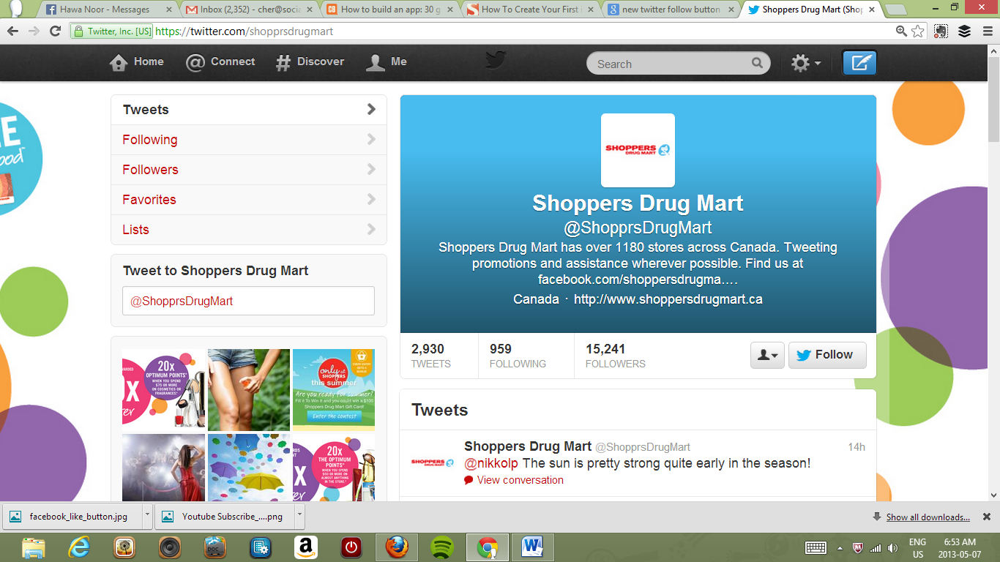 Hawa Noor - Messages
Inbox (2,352) - cher@socia
How to build an app: 30 g
How To Create Your First
new twitter follow button
Shoppers Drug Mart (Shop
Twitter, Inc. [US] https://twitter.com/shopprsdrugmart
Home
Connect
Discover
Me
Search
Tweets
Following
Followers
Favorites
Lists
Tweet to Shoppers Drug Mart
@ShopprsDrugMart
SHOPPERS
DRUG MART
Shoppers Drug Mart
@ShopprsDrugMart
Shoppers Drug Mart has over 1180 stores across Canada. Tweeting
promotions and assistance wherever possible. Find us at
facebook.com/shoppersdrugma….
Canada · http://www.shoppersdrugmart.ca
2,930
TWEETS
959
FOLLOWING
15,241
FOLLOWERS
Follow
20X
OPTIMUM POINTS*
WHEN YOU SPEND
$75 OR MORE
ON COSMETICS OR
FRAGRANCES.*
only at
SHOPPERS
this summer
Are you ready for summer?
Fill it To Win it and you could win a $100
Shoppers Drug Mart Gift Card!
Enter the contest
20X
THE OPTIMUM
POINTS*
WHEN YOU SPEND
$50 OR MORE ON
ALMOST ANYTHING
IN THE STORE.*
Tweets
SHOPPERS
DRUG MART
Shoppers Drug Mart @ShopprsDrugMart 14h
@nikkolp The sun is pretty strong quite early in the season!
View conversation
facebook_like_button.jpg
Youtube Subscribe_....png
Show all downloads...
DOC
ENG
US
6:53 AM
2013-05-07